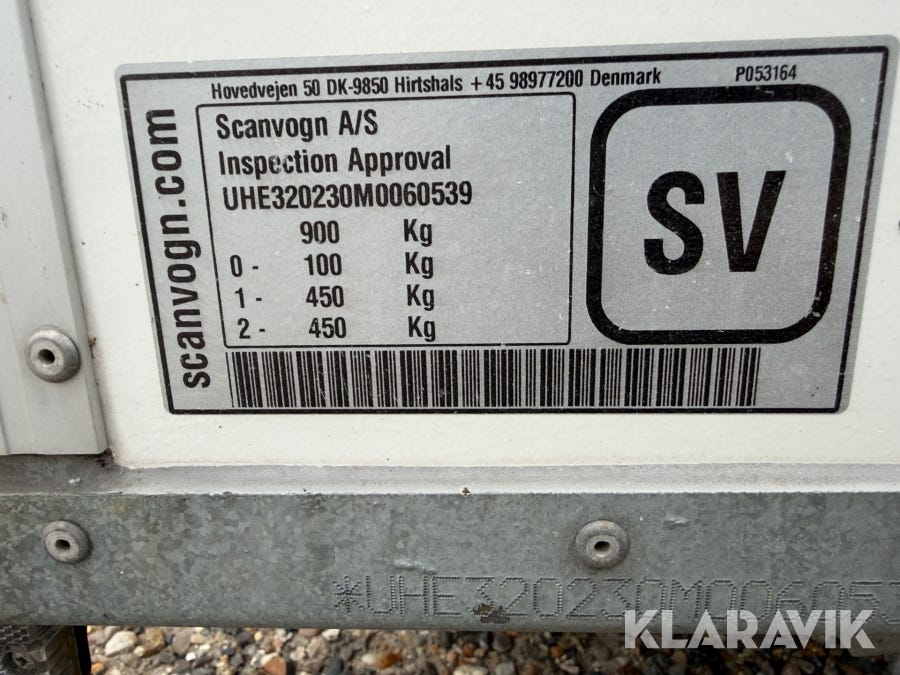 Hovedvejen 50 DK-9850 Hirtshals + 45 98977200 Denmark
P053164
scanvogn.com
Scanvogn A/S
Inspection Approval
UHE320230M0060539
900 Kg
0 - 100 Kg
1 - 450 Kg
2 - 450 Kg
SV
*UHE320230M006053
KLARAVIK